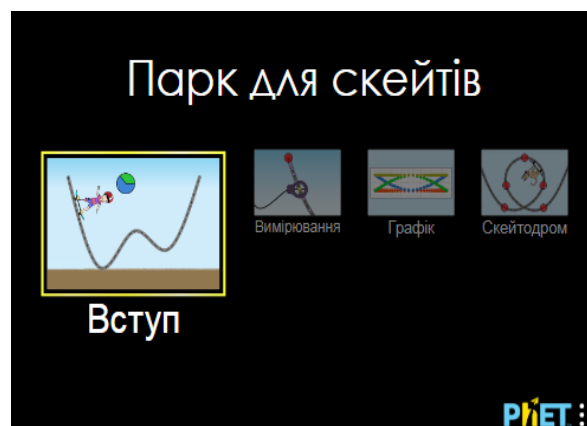 Парк для скейтів
Вимірювання
Графік
Скейтодром
Вступ
PhET